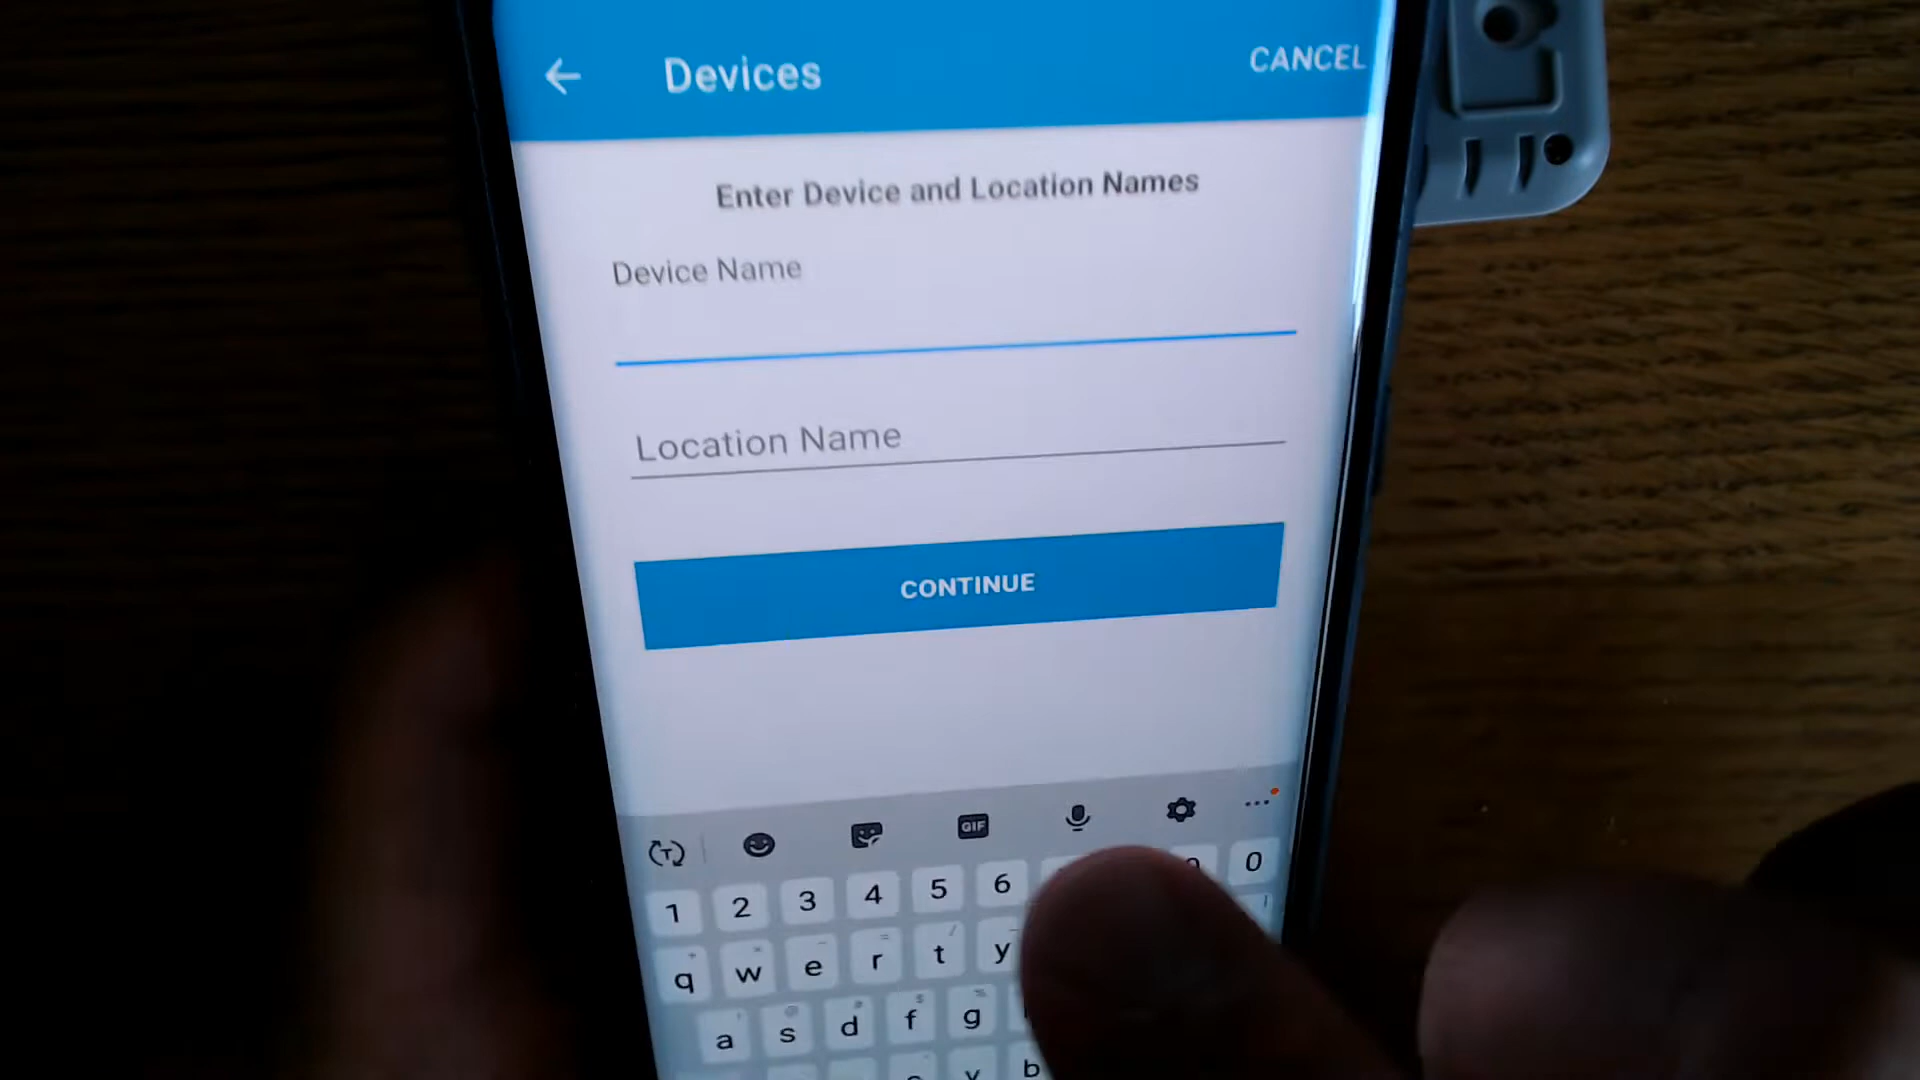 Devices
CANCEL
Enter Device and Location Names
Device Name
Location Name
CONTINUE
GIF
1 2 3 4 5 6 0
q w e r t y
a s d f g
v b